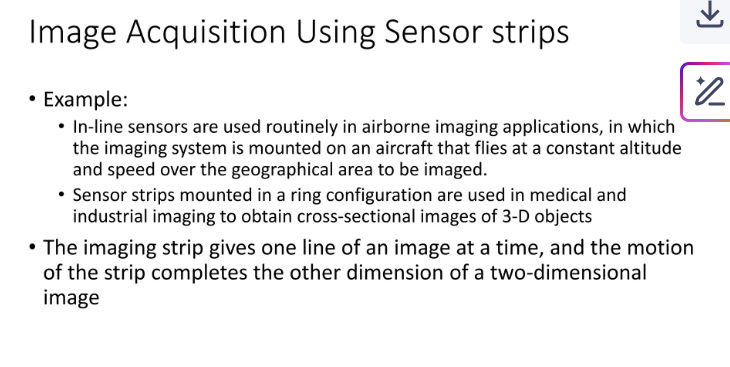 Image Acquisition Using Sensor strips
• Example:
• In-line sensors are used routinely in airborne imaging applications, in which
the imaging system is mounted on an aircraft that flies at a constant altitude
and speed over the geographical area to be imaged.
• Sensor strips mounted in a ring configuration are used in medical and
industrial imaging to obtain cross-sectional images of 3-D objects
• The imaging strip gives one line of an image at a time, and the motion
of the strip completes the other dimension of a two-dimensional
image